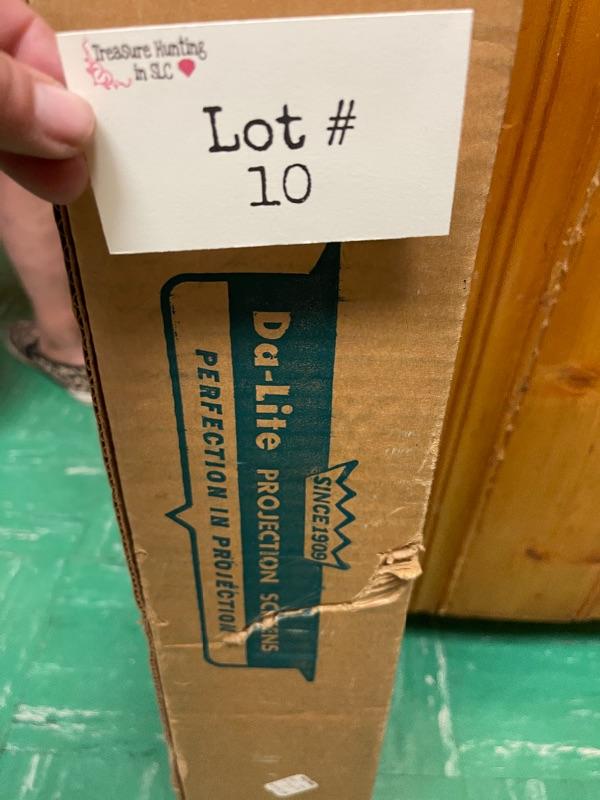 Treasure Hunting
in SLC
Lot #
10
Da-Lite PROJECTION SCREENS
PERFECTION IN PROJECTION
SINCE 1909